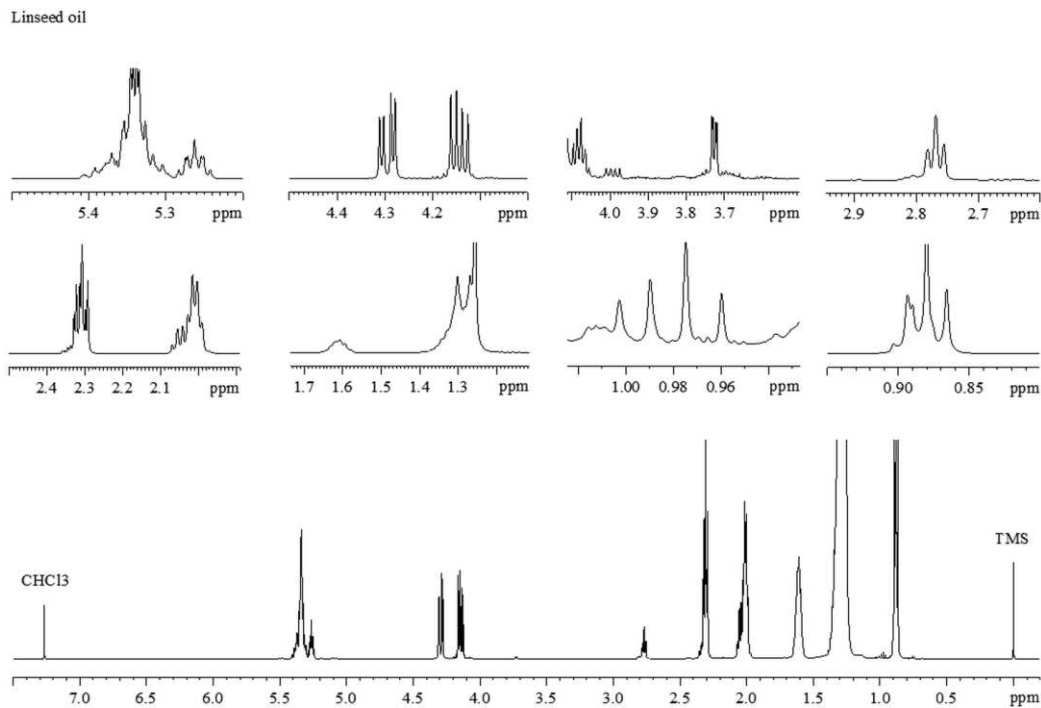 Linseed oil
5.4 5.3 ppm
4.4 4.3 4.2 ppm
4.0 3.9 3.8 3.7 ppm
2.9 2.8 2.7 ppm
2.4 2.3 2.2 2.1 ppm
1.7 1.6 1.5 1.4 1.3 ppm
1.00 0.98 0.96 ppm
0.90 0.85 ppm
CHCl3
TMS
7.0 6.5 6.0 5.5 5.0 4.5 4.0 3.5 3.0 2.5 2.0 1.5 1.0 0.5 ppm